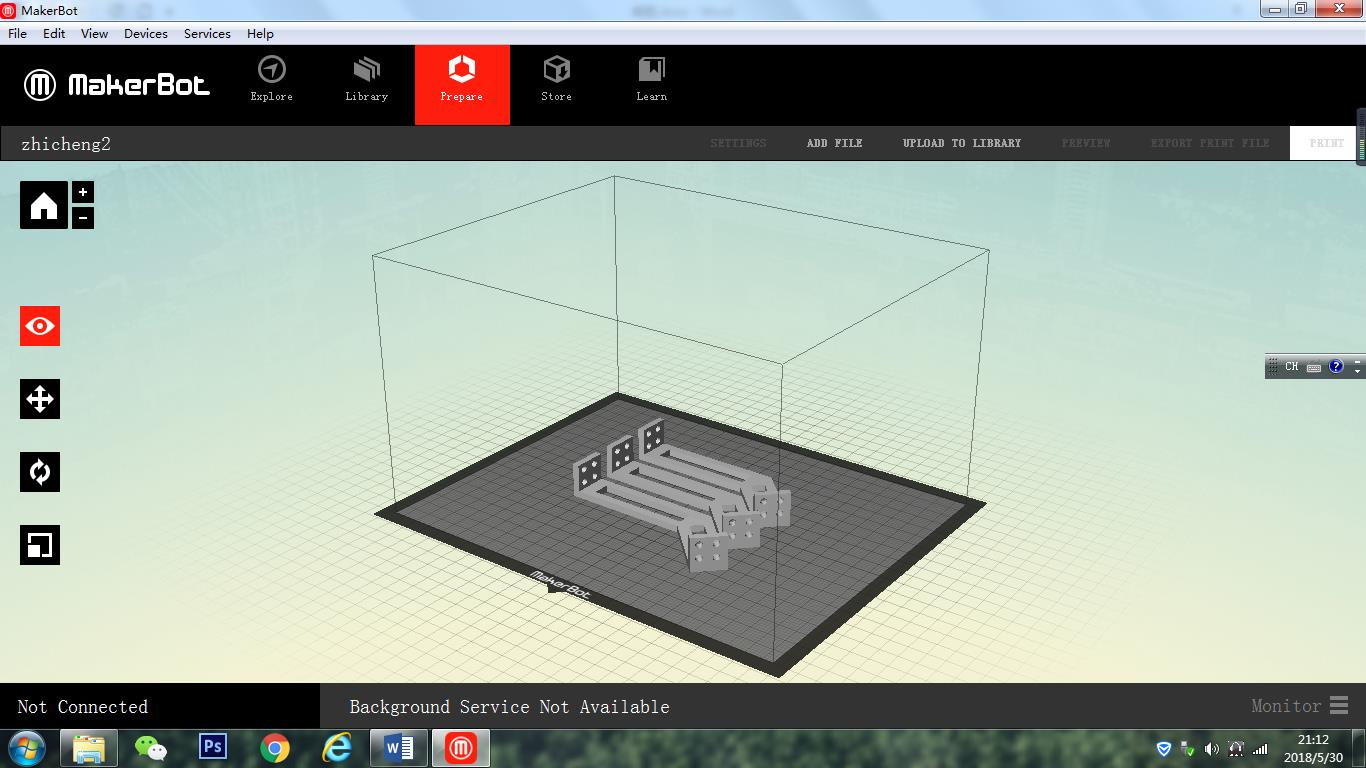 MakerBot
File Edit View Devices Services Help
MakerBot
Explore Library Prepare Store Learn
zhicheng2
SETTINGS ADD FILE UPLOAD TO LIBRARY PREVIEW EXPORT PRINT FILE PRINT
CH
MakerBot
Not Connected
Background Service Not Available
Monitor
Ps
21:12
2018/5/30